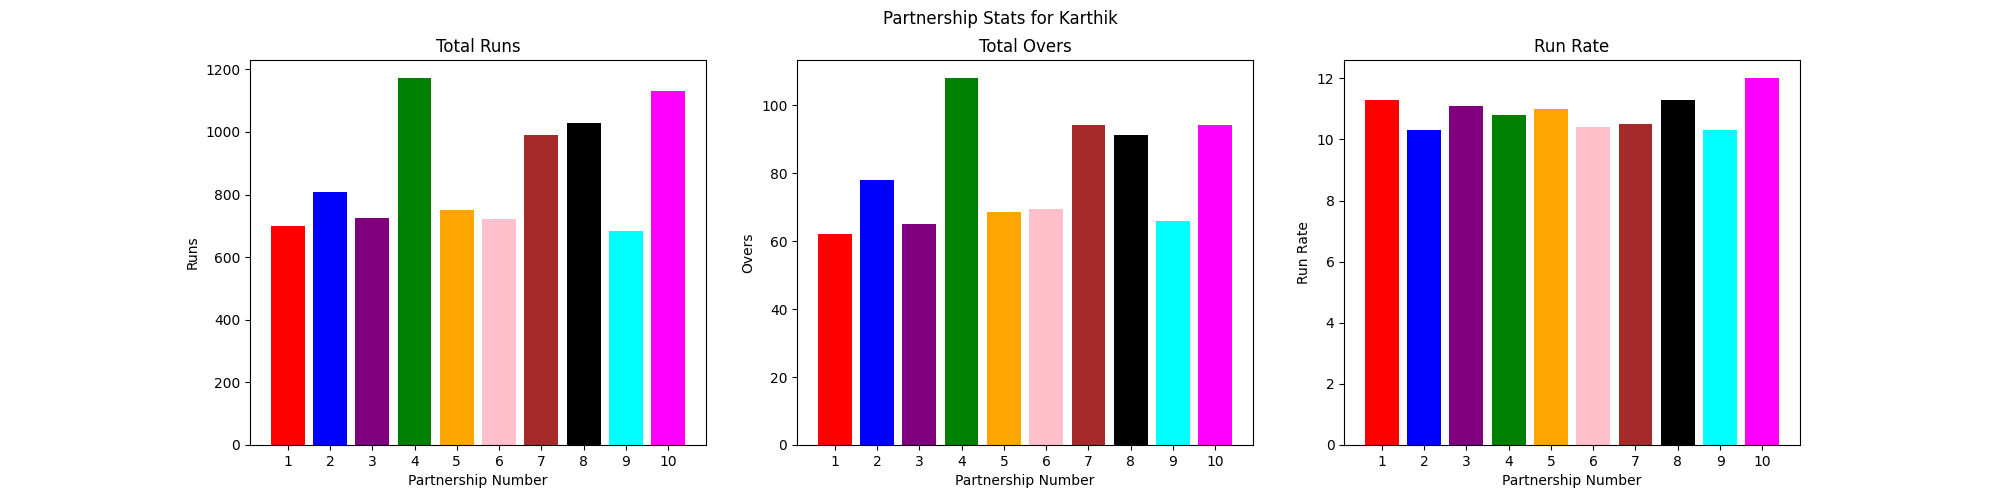 Partnership Stats for Karthik
Total Runs
1200
1000
800
600
400
200
0
Runs
1 2 3 4 5 6 7 8 9 10
Partnership Number
Total Overs
100
80
60
40
20
0
Overs
1 2 3 4 5 6 7 8 9 10
Partnership Number
Run Rate
12
10
8
6
4
2
0
Run Rate
1 2 3 4 5 6 7 8 9 10
Partnership Number